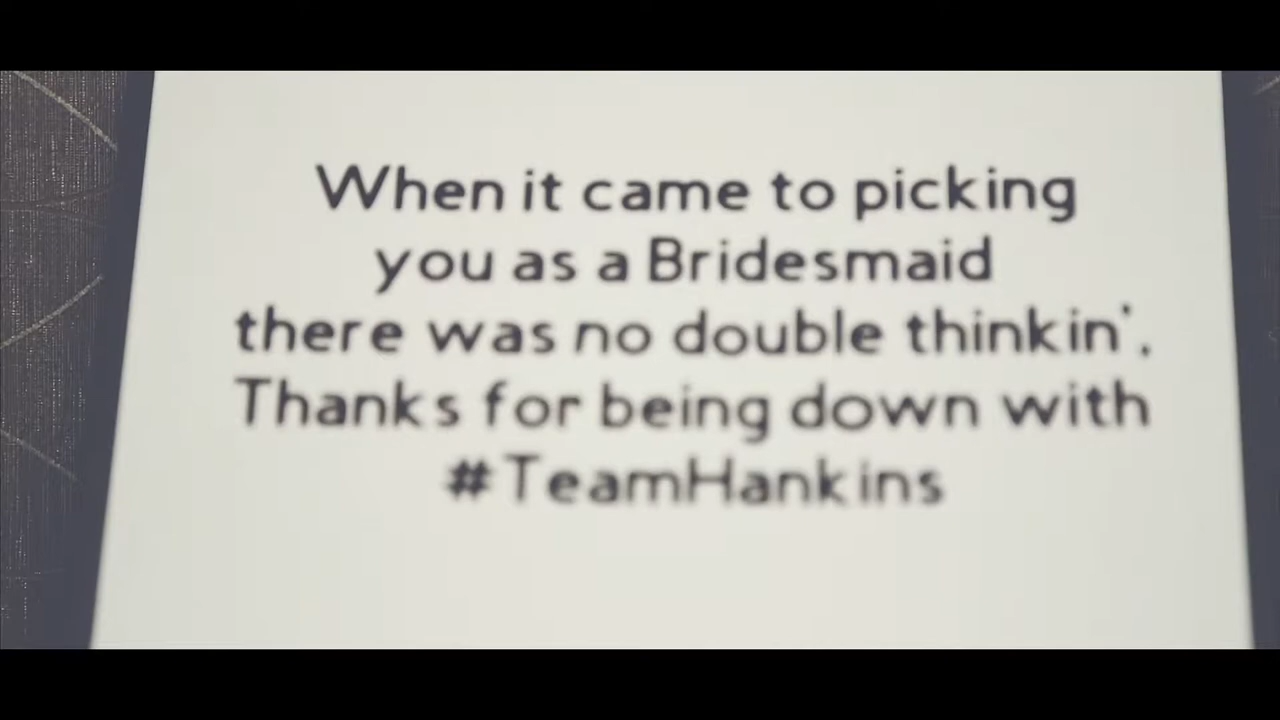 When it came to picking
you as a Bridesmaid
there was no double thinkin'.
Thanks for being down with
#TeamHankins